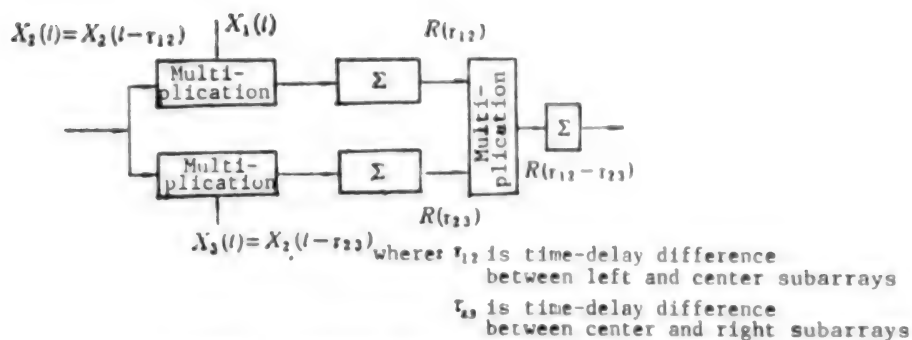 X₂(t)=X₂(t−τ₁₂)
X₁(t)
R(τ₁₂)
Multi-
plication
Σ
Multi-
plication
Σ
R(τ₁₂−τ₂₃)
Multi-
plication
Σ
R(τ₂₃)
X₃(t)=X₂(t−τ₂₃)
where: τ₁₂ is time-delay difference
between left and center subarrays
τ₂₃ is time-delay difference
between center and right subarrays